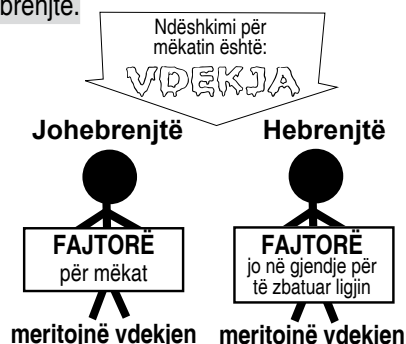 brenjtë.
Ndëshkimi për
mëkatin është:
VDEKJA
Johebrenjtë
Hebrenjtë
FAJTORË
për mëkat
FAJTORË
jo në gjendje për
të zbatuar ligjin
meritojnë vdekjen
meritojnë vdekjen